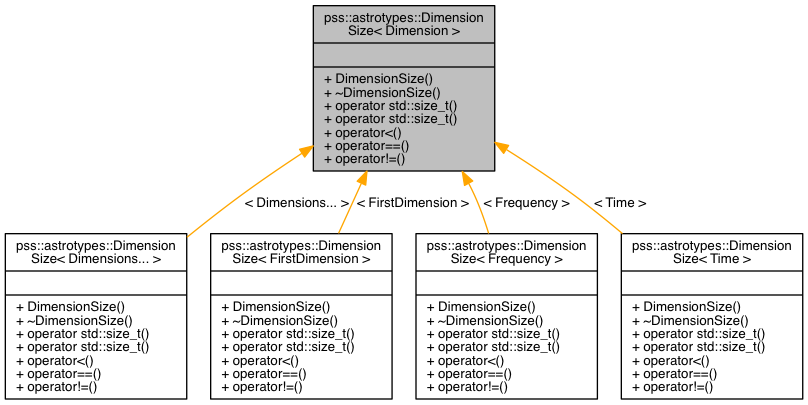 pss::astrotypes::Dimension
Size< Dimension >
+ DimensionSize()
+ ~DimensionSize()
+ operator std::size_t()
+ operator std::size_t()
+ operator<()
+ operator==()
+ operator!=()
< Dimensions... >
< FirstDimension >
< Frequency >
< Time >
pss::astrotypes::Dimension
Size< Dimensions... >
+ DimensionSize()
+ ~DimensionSize()
+ operator std::size_t()
+ operator std::size_t()
+ operator<()
+ operator==()
+ operator!=()
pss::astrotypes::Dimension
Size< FirstDimension >
+ DimensionSize()
+ ~DimensionSize()
+ operator std::size_t()
+ operator std::size_t()
+ operator<()
+ operator==()
+ operator!=()
pss::astrotypes::Dimension
Size< Frequency >
+ DimensionSize()
+ ~DimensionSize()
+ operator std::size_t()
+ operator std::size_t()
+ operator<()
+ operator==()
+ operator!=()
pss::astrotypes::Dimension
Size< Time >
+ DimensionSize()
+ ~DimensionSize()
+ operator std::size_t()
+ operator std::size_t()
+ operator<()
+ operator==()
+ operator!=()